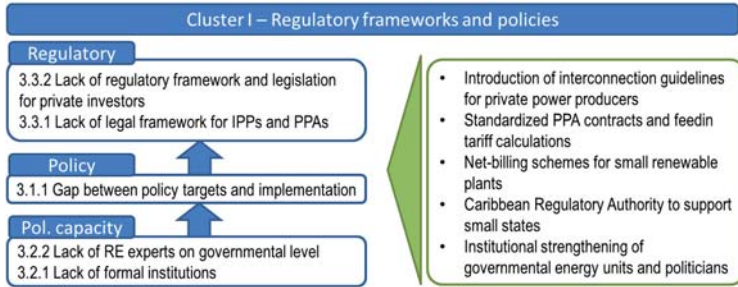 Cluster I – Regulatory frameworks and policies
Regulatory
3.3.2 Lack of regulatory framework and legislation
for private investors
3.3.1 Lack of legal framework for IPPs and PPAs
Policy
3.1.1 Gap between policy targets and implementation
Pol. capacity
3.2.2 Lack of RE experts on governmental level
3.2.1 Lack of formal institutions
• Introduction of interconnection guidelines
for private power producers
• Standardized PPA contracts and feedin
tariff calculations
• Net-billing schemes for small renewable
plants
• Caribbean Regulatory Authority to support
small states
• Institutional strengthening of
governmental energy units and politicians